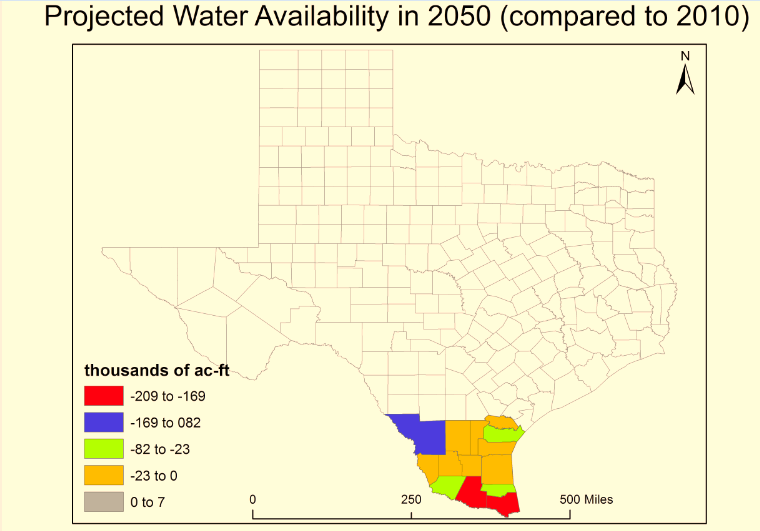 Projected Water Availability in 2050 (compared to 2010)
N
thousands of ac-ft
-209 to -169
-169 to 082
-82 to -23
-23 to 0
0 to 7
0 250 500 Miles